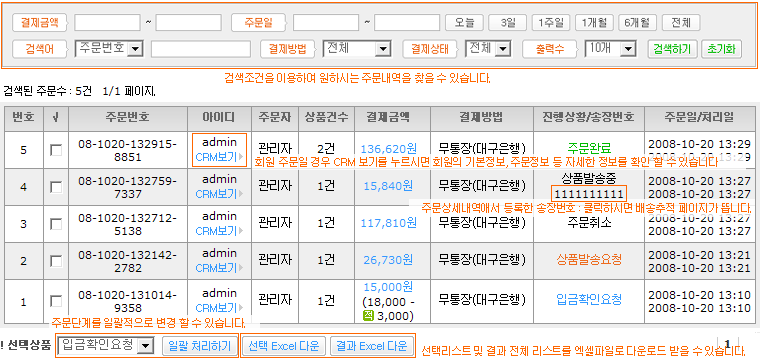 결제금액 ~ 주문일 ~ 오늘 3일 1주일 1개월 6개월 전체
검색어 주문번호 결제방법 전체 결제상태 전체 출력수 10개 검색하기 초기화
검색조건을 이용하여 원하시는 주문내역을 찾을 수 있습니다.
검색된 주문수 : 5건 1/1 페이지.
번호 √ 주문번호 아이디 주문자 상품건수 결제금액 결제방법 진행상황/송장번호 주문일/처리일
5 08-1020-132915-8851 admin CRM보기 관리자 2건 136,620원 무통장(대구은행) 주문완료 2008-10-20 13:29 2008-10-20 13:29
회원 주문일 경우 CRM 보기를 누르시면 회원의 기본정보, 주문정보 등 자세한 정보를 확인 할 수 있습니다
4 08-1020-132759-7337 admin CRM보기 관리자 1건 15,840원 무통장(대구은행) 상품발송중 1111111111 2008-10-20 13:27 2008-10-20 13:27
주문상세내역에서 등록한 송장번호 : 클릭하시면 배송추적 페이지가 뜹니다.
3 08-1020-132712-5138 admin CRM보기 관리자 1건 117,810원 무통장(대구은행) 주문취소 2008-10-20 13:27 2008-10-20 13:27
2 08-1020-132142-2782 admin CRM보기 관리자 1건 26,730원 무통장(대구은행) 상품발송요청 2008-10-20 13:21 2008-10-20 13:21
1 08-1020-131014-9358 admin CRM보기 관리자 1건 15,000원 (18,000 - 적 3,000) 무통장(대구은행) 입금확인요청 2008-10-20 13:10 2008-10-20 13:10
주문단계를 일괄적으로 변경 할 수 있습니다.
! 선택상품 입금확인요청 일괄 처리하기 선택 Excel 다운 결과 Excel 다운 1
선택리스트 및 결과 전체 리스트를 엑셀파일로 다운로드 받을 수 있습니다.